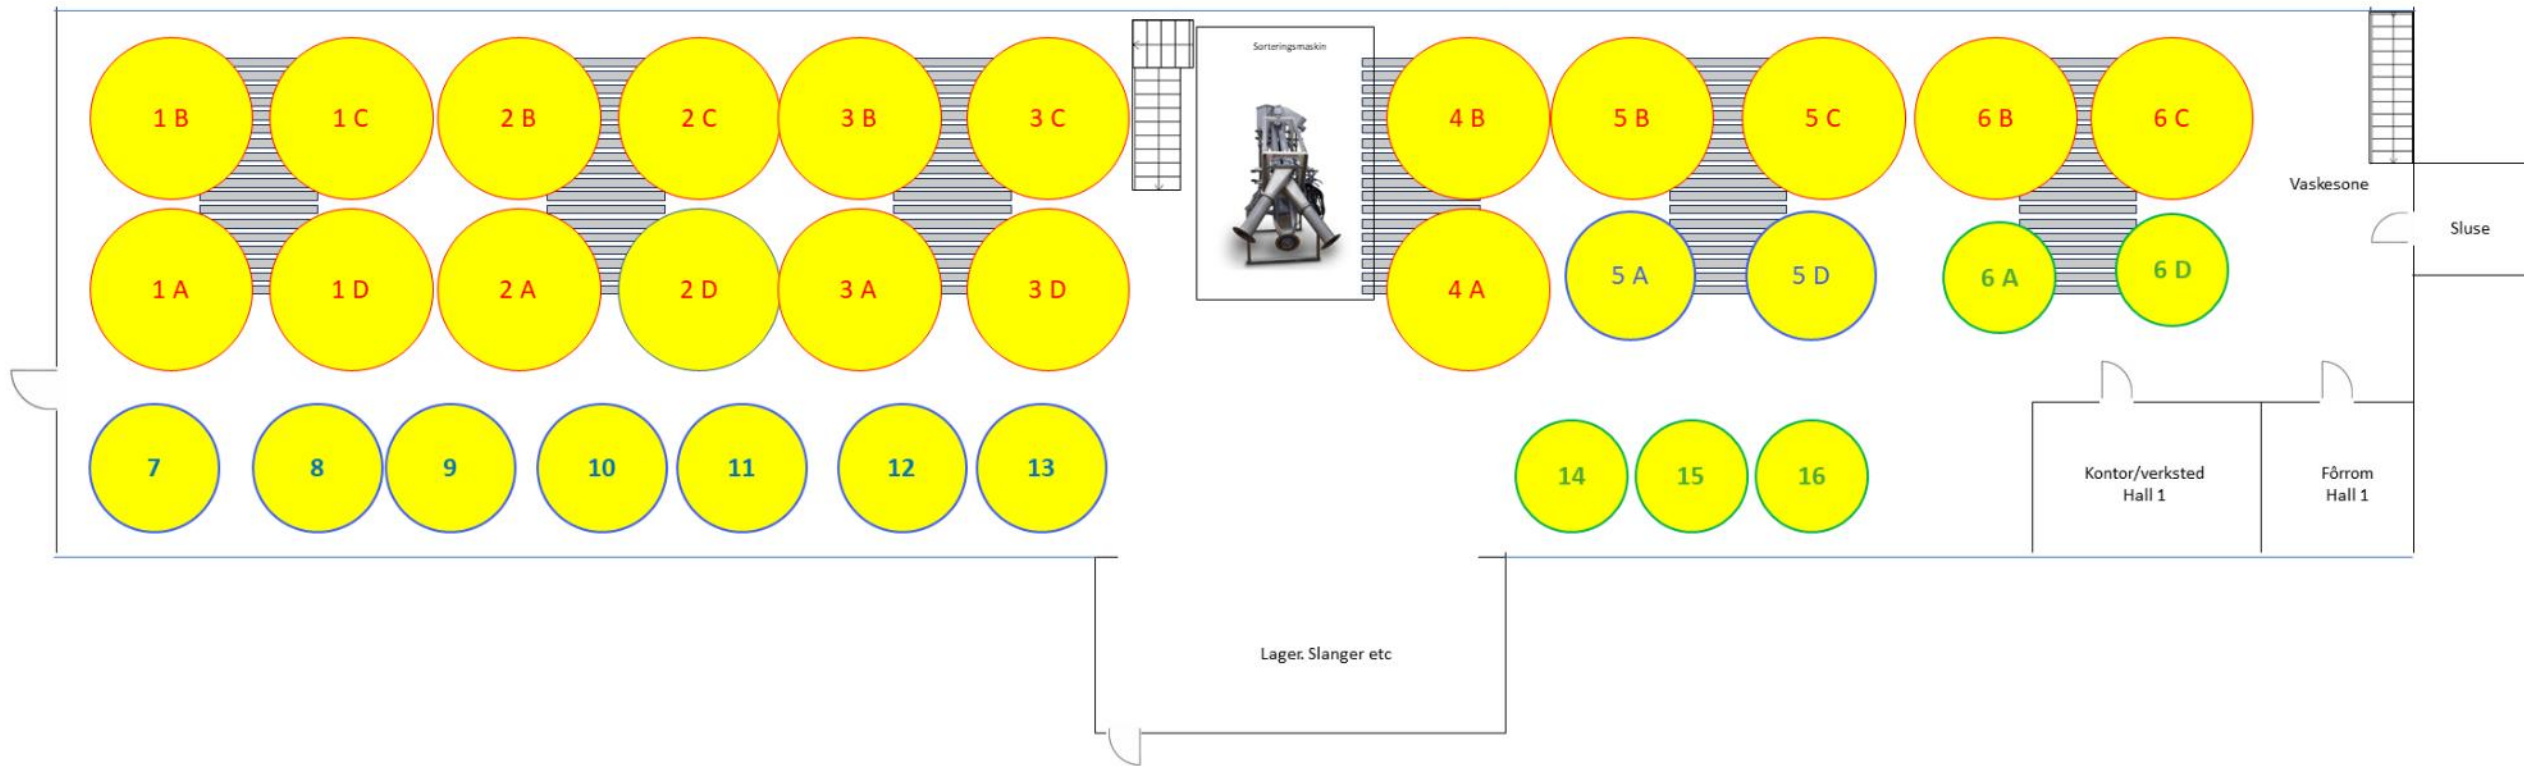 Sorteringsmaskin
1 B
1 C
2 B
2 C
3 B
3 C
4 B
5 B
5 C
6 B
6 C
Vaskesone
Sluse
1 A
1 D
2 A
2 D
3 A
3 D
4 A
5 A
5 D
6 A
6 D
7
8
9
10
11
12
13
14
15
16
Kontor/verksted
Hall 1
Fôrrom
Hall 1
Lager. Slanger etc